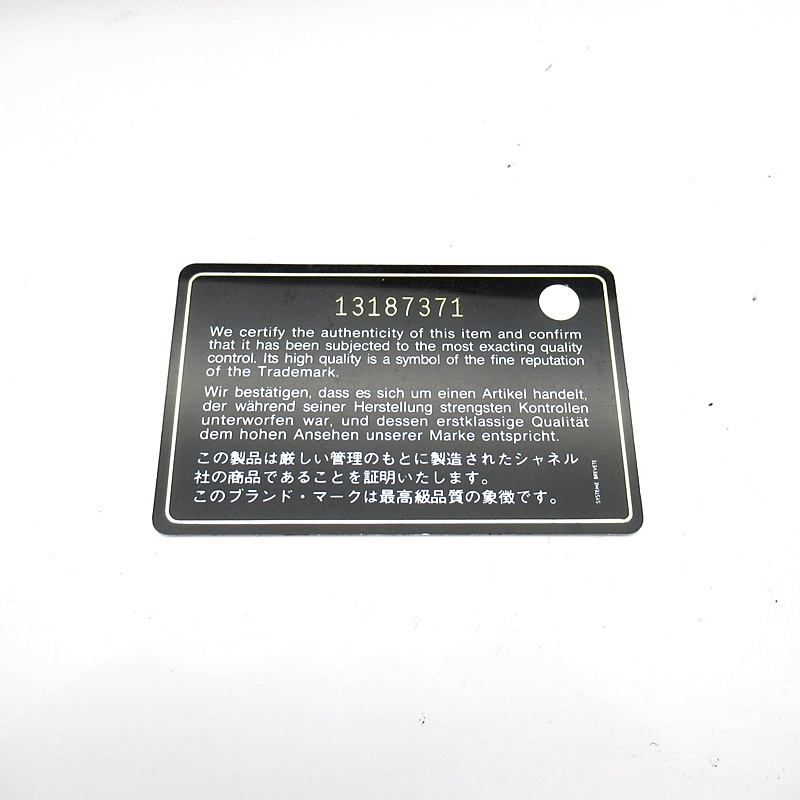 13187371
We certify the authenticity of this item and confirm
that it has been subjected to the most exacting quality
control. Its high quality is a symbol of the fine reputation
of the Trademark.
Wir bestätigen, dass es sich um einen Artikel handelt,
der während seiner Herstellung strengsten Kontrollen
unterworfen war, und dessen erstklassige Qualität
dem hohen Ansehen unserer Marke entspricht.
この製品は厳しい管理のもとに製造されたシャネル
社の商品であることを証明いたします。
このブランド・マークは最高級品質の象徴です。
SYSTEME BREVETE